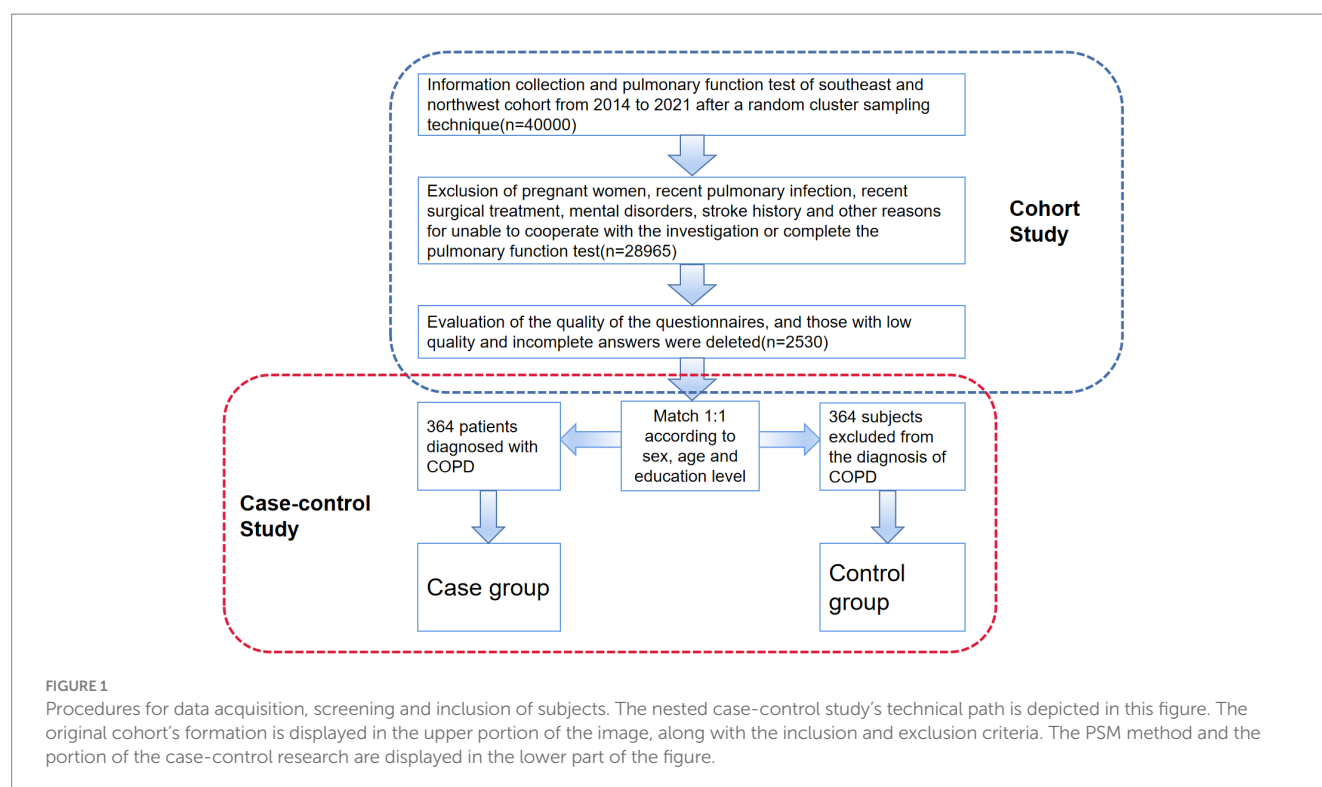 Information collection and pulmonary function test of southeast and
northwest cohort from 2014 to 2021 after a random cluster sampling
technique(n=40000)
Exclusion of pregnant women, recent pulmonary infection, recent
surgical treatment, mental disorders, stroke history and other reasons
for unable to cooperate with the investigation or complete the
pulmonary function test(n=28965)
Cohort
Study
Evaluation of the quality of the questionnaires, and those with low
quality and incomplete answers were deleted(n=2530)
364 patients
diagnosed with
COPD
Match 1:1
according to
sex, age and
education level
364 subjects
excluded from
the diagnosis of
COPD
Case-control
Study
Case group
Control
group
FIGURE 1
Procedures for data acquisition, screening and inclusion of subjects. The nested case-control study's technical path is depicted in this figure. The
original cohort's formation is displayed in the upper portion of the image, along with the inclusion and exclusion criteria. The PSM method and the
portion of the case-control research are displayed in the lower part of the figure.